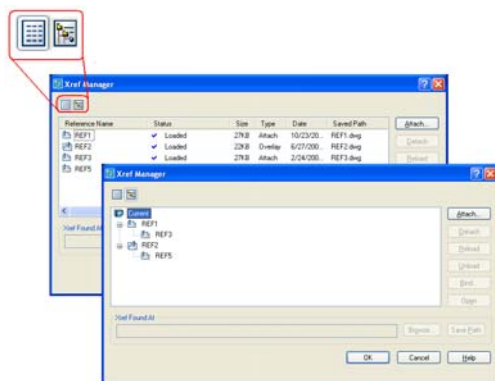 Xref Manager
Reference Name Status Size Type Date Saved Path
REF1 Loaded 27KB Attach 10/23/20... REF1.dwg
REF2 Loaded 22KB Overlay 6/27/200... REF2.dwg
REF3 Loaded 27KB Attach 2/24/200... REF3.dwg
REF5
Attach...
Detach
Reload
Xref Found At
Xref Manager
Current
REF1
REF3
REF2
REF5
Attach...
Detach
Reload
Unload
Bind...
Open
Xref Found At
Browse... Save Path
OK Cancel Help